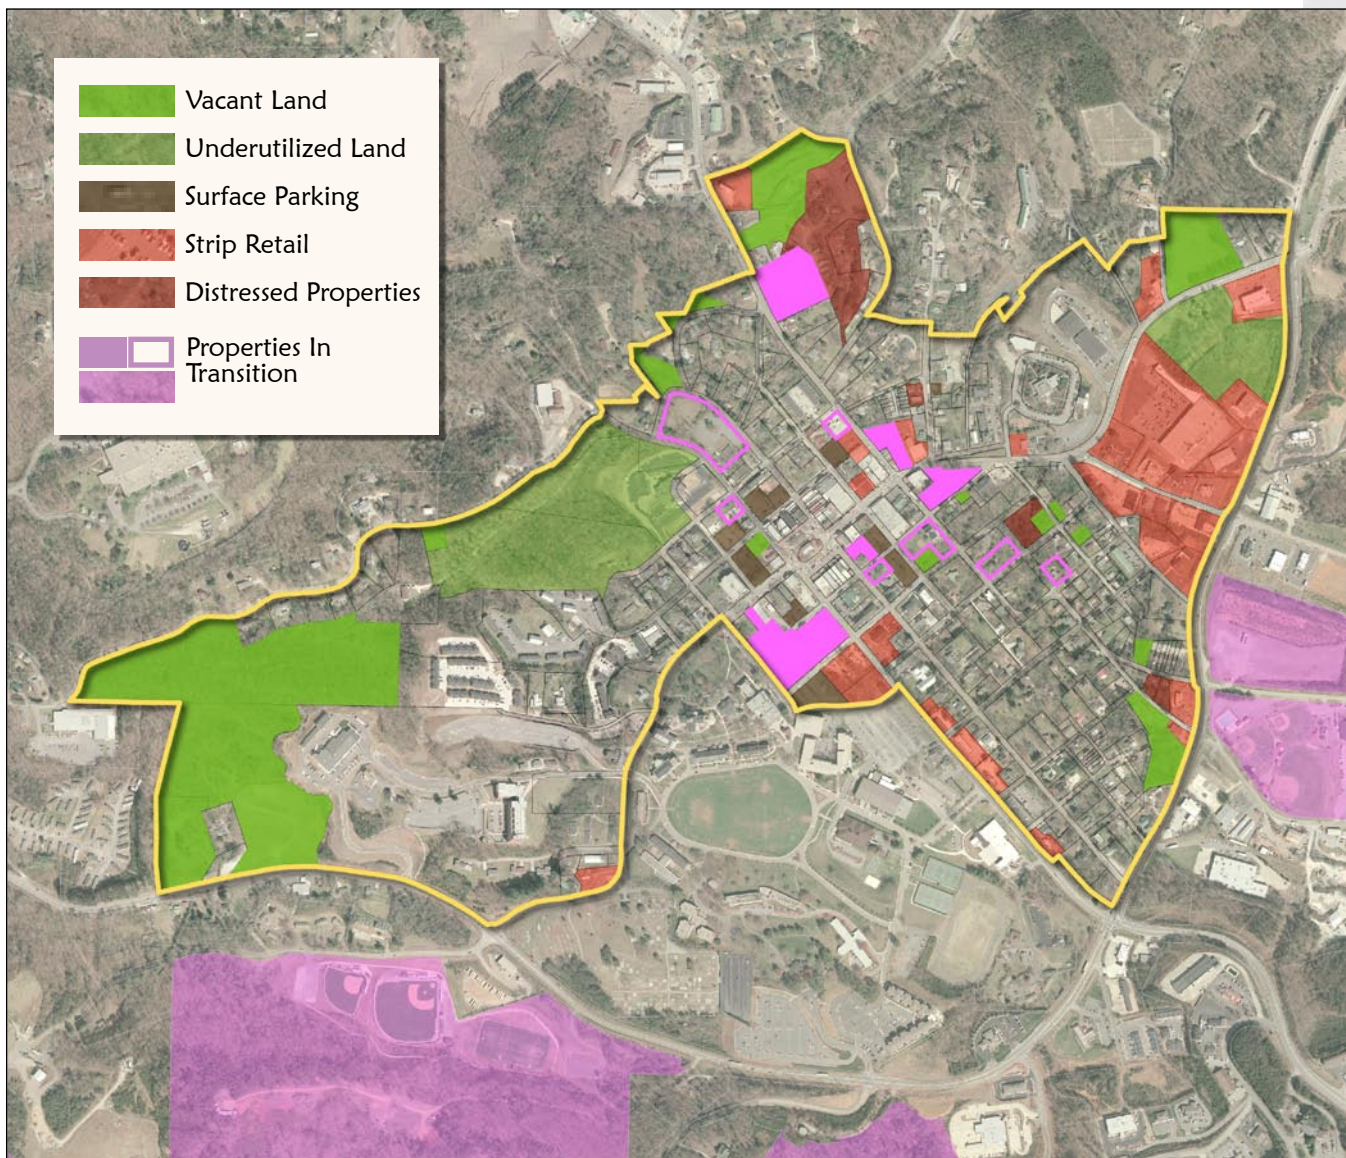 Vacant Land
Underutilized Land
Surface Parking
Strip Retail
Distressed Properties
Properties In
Transition